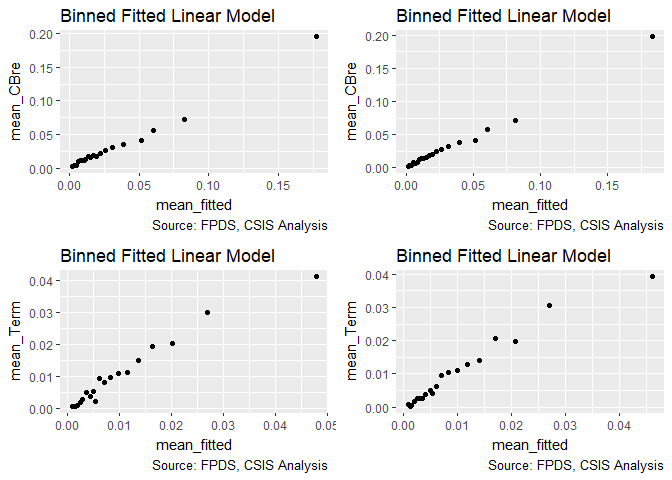 Binned Fitted Linear Model
mean_CBre
0.20
0.15
0.10
0.05
0.00
0.00 0.05 0.10 0.15
mean_fitted
Source: FPDS, CSIS Analysis
Binned Fitted Linear Model
mean_CBre
0.20
0.15
0.10
0.05
0.00
0.00 0.05 0.10 0.15
mean_fitted
Source: FPDS, CSIS Analysis
Binned Fitted Linear Model
mean_Term
0.04
0.03
0.02
0.01
0.00
0.00 0.01 0.02 0.03 0.04 0.05
mean_fitted
Source: FPDS, CSIS Analysis
Binned Fitted Linear Model
mean_Term
0.04
0.03
0.02
0.01
0.00
0.00 0.01 0.02 0.03 0.04
mean_fitted
Source: FPDS, CSIS Analysis